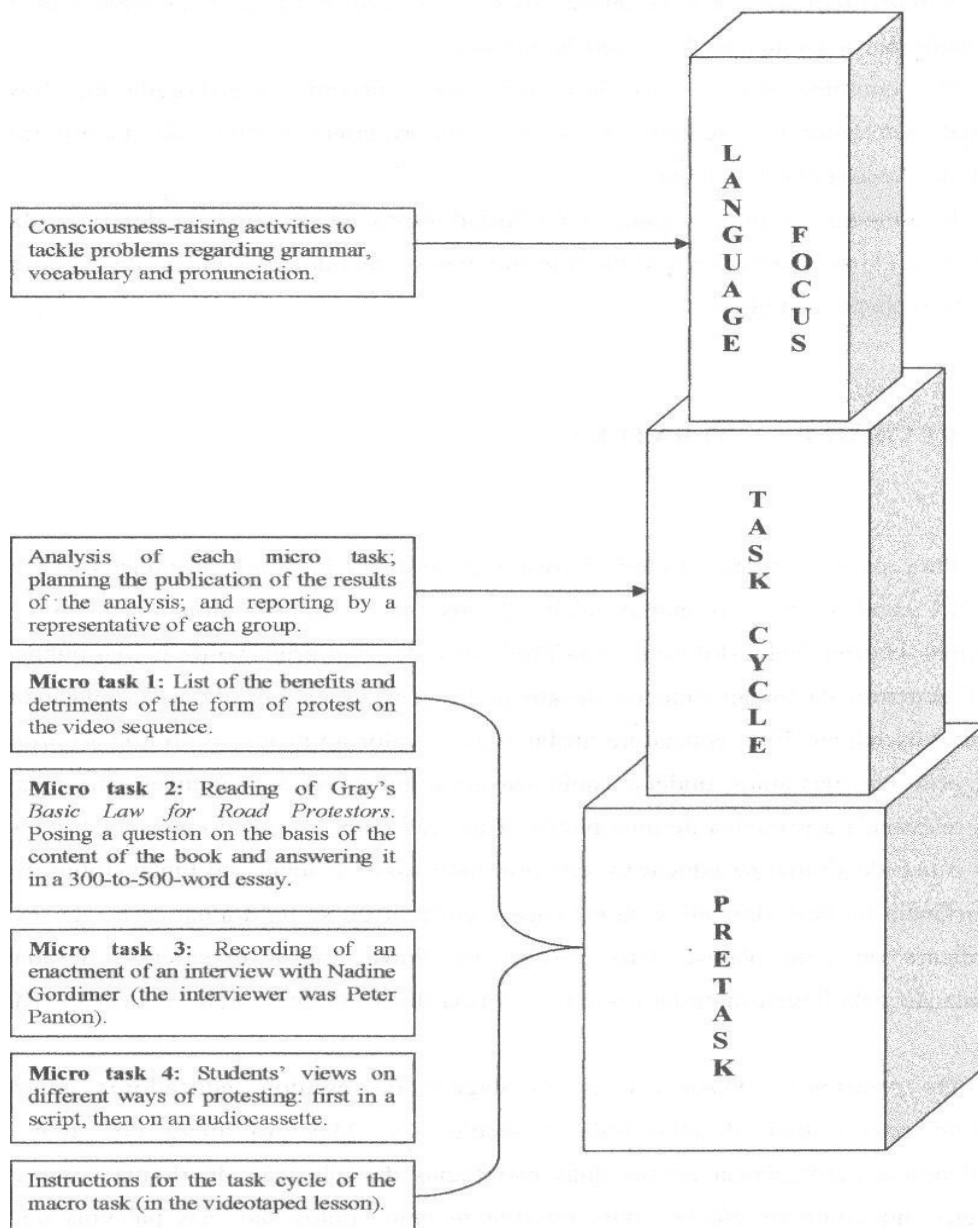 Consciousness-raising activities to
tackle problems regarding grammar,
vocabulary and pronunciation.
LANGUAGE
FOCUS
Analysis of each micro task;
planning the publication of the results
of the analysis; and reporting by a
representative of each group.
TASK CYCLE
Micro task 1: List of the benefits and
detriments of the form of protest on
the video sequence.
Micro task 2: Reading of Gray's
Basic Law for Road Protestors.
Posing a question on the basis of the
content of the book and answering it
in a 300-to-500-word essay.
Micro task 3: Recording of an
enactment of an interview with Nadine
Gordimer (the interviewer was Peter
Panton).
Micro task 4: Students' views on
different ways of protesting: first in a
script, then on an audiocassette.
Instructions for the task cycle of the
macro task (in the videotaped lesson).
PRETASK